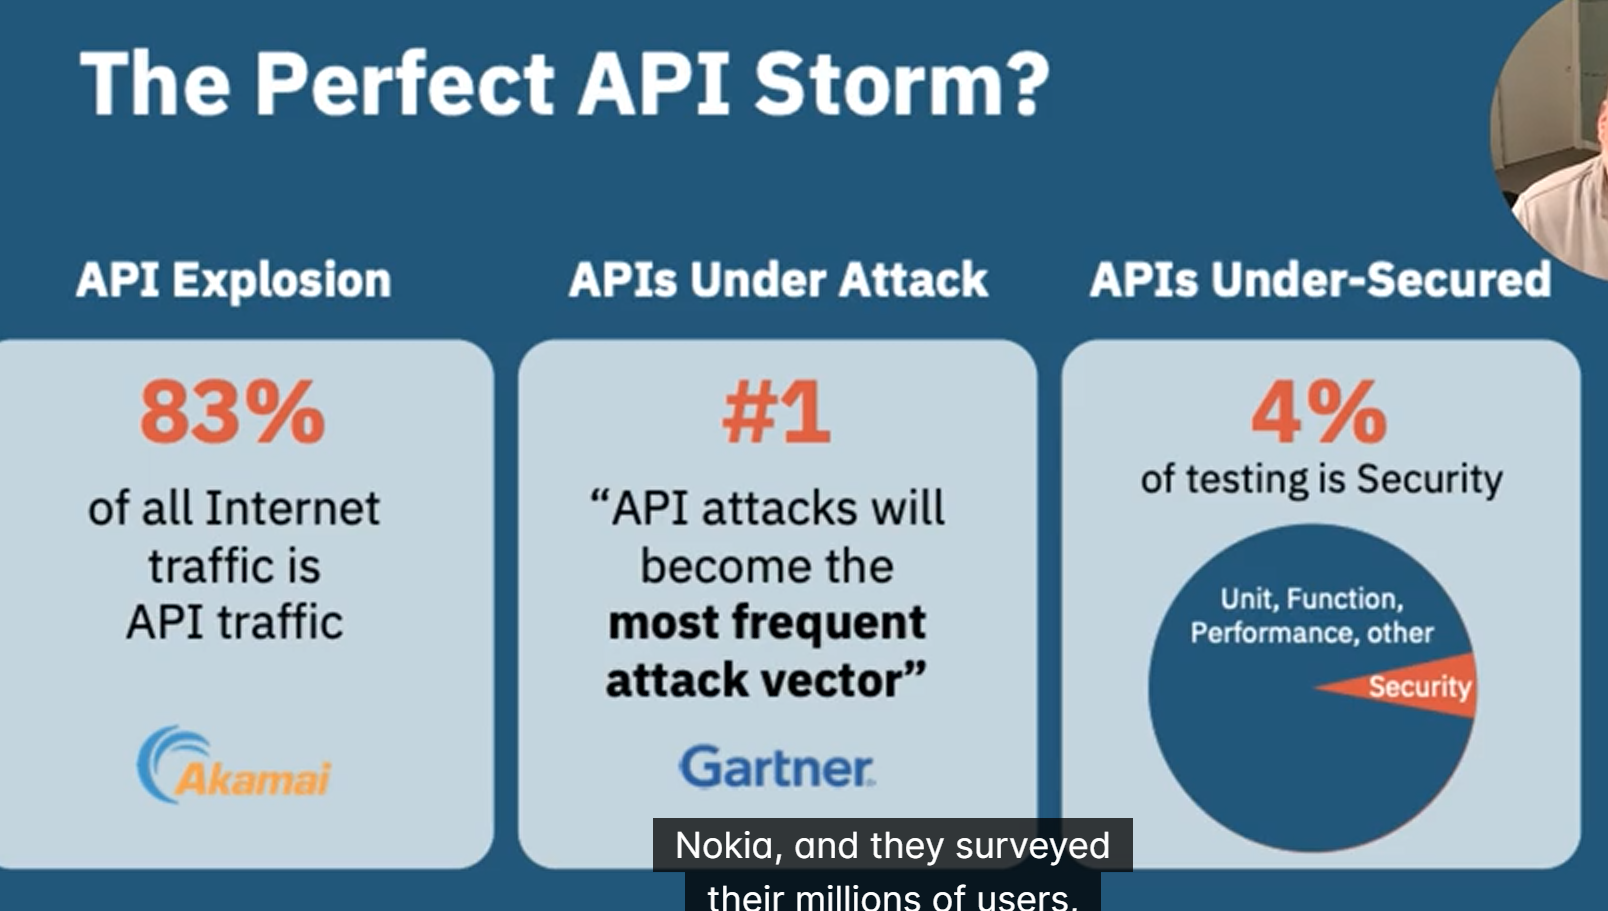 The Perfect API Storm?
API Explosion
83%
of all Internet
traffic is
API traffic
Akamai
APIs Under Attack
#1
“API attacks will
become the
most frequent
attack vector”
Gartner
APIs Under-Secured
4%
of testing is Security
Unit, Function,
Performance, other
Security
Nokia, and they surveyed
their millions of users,